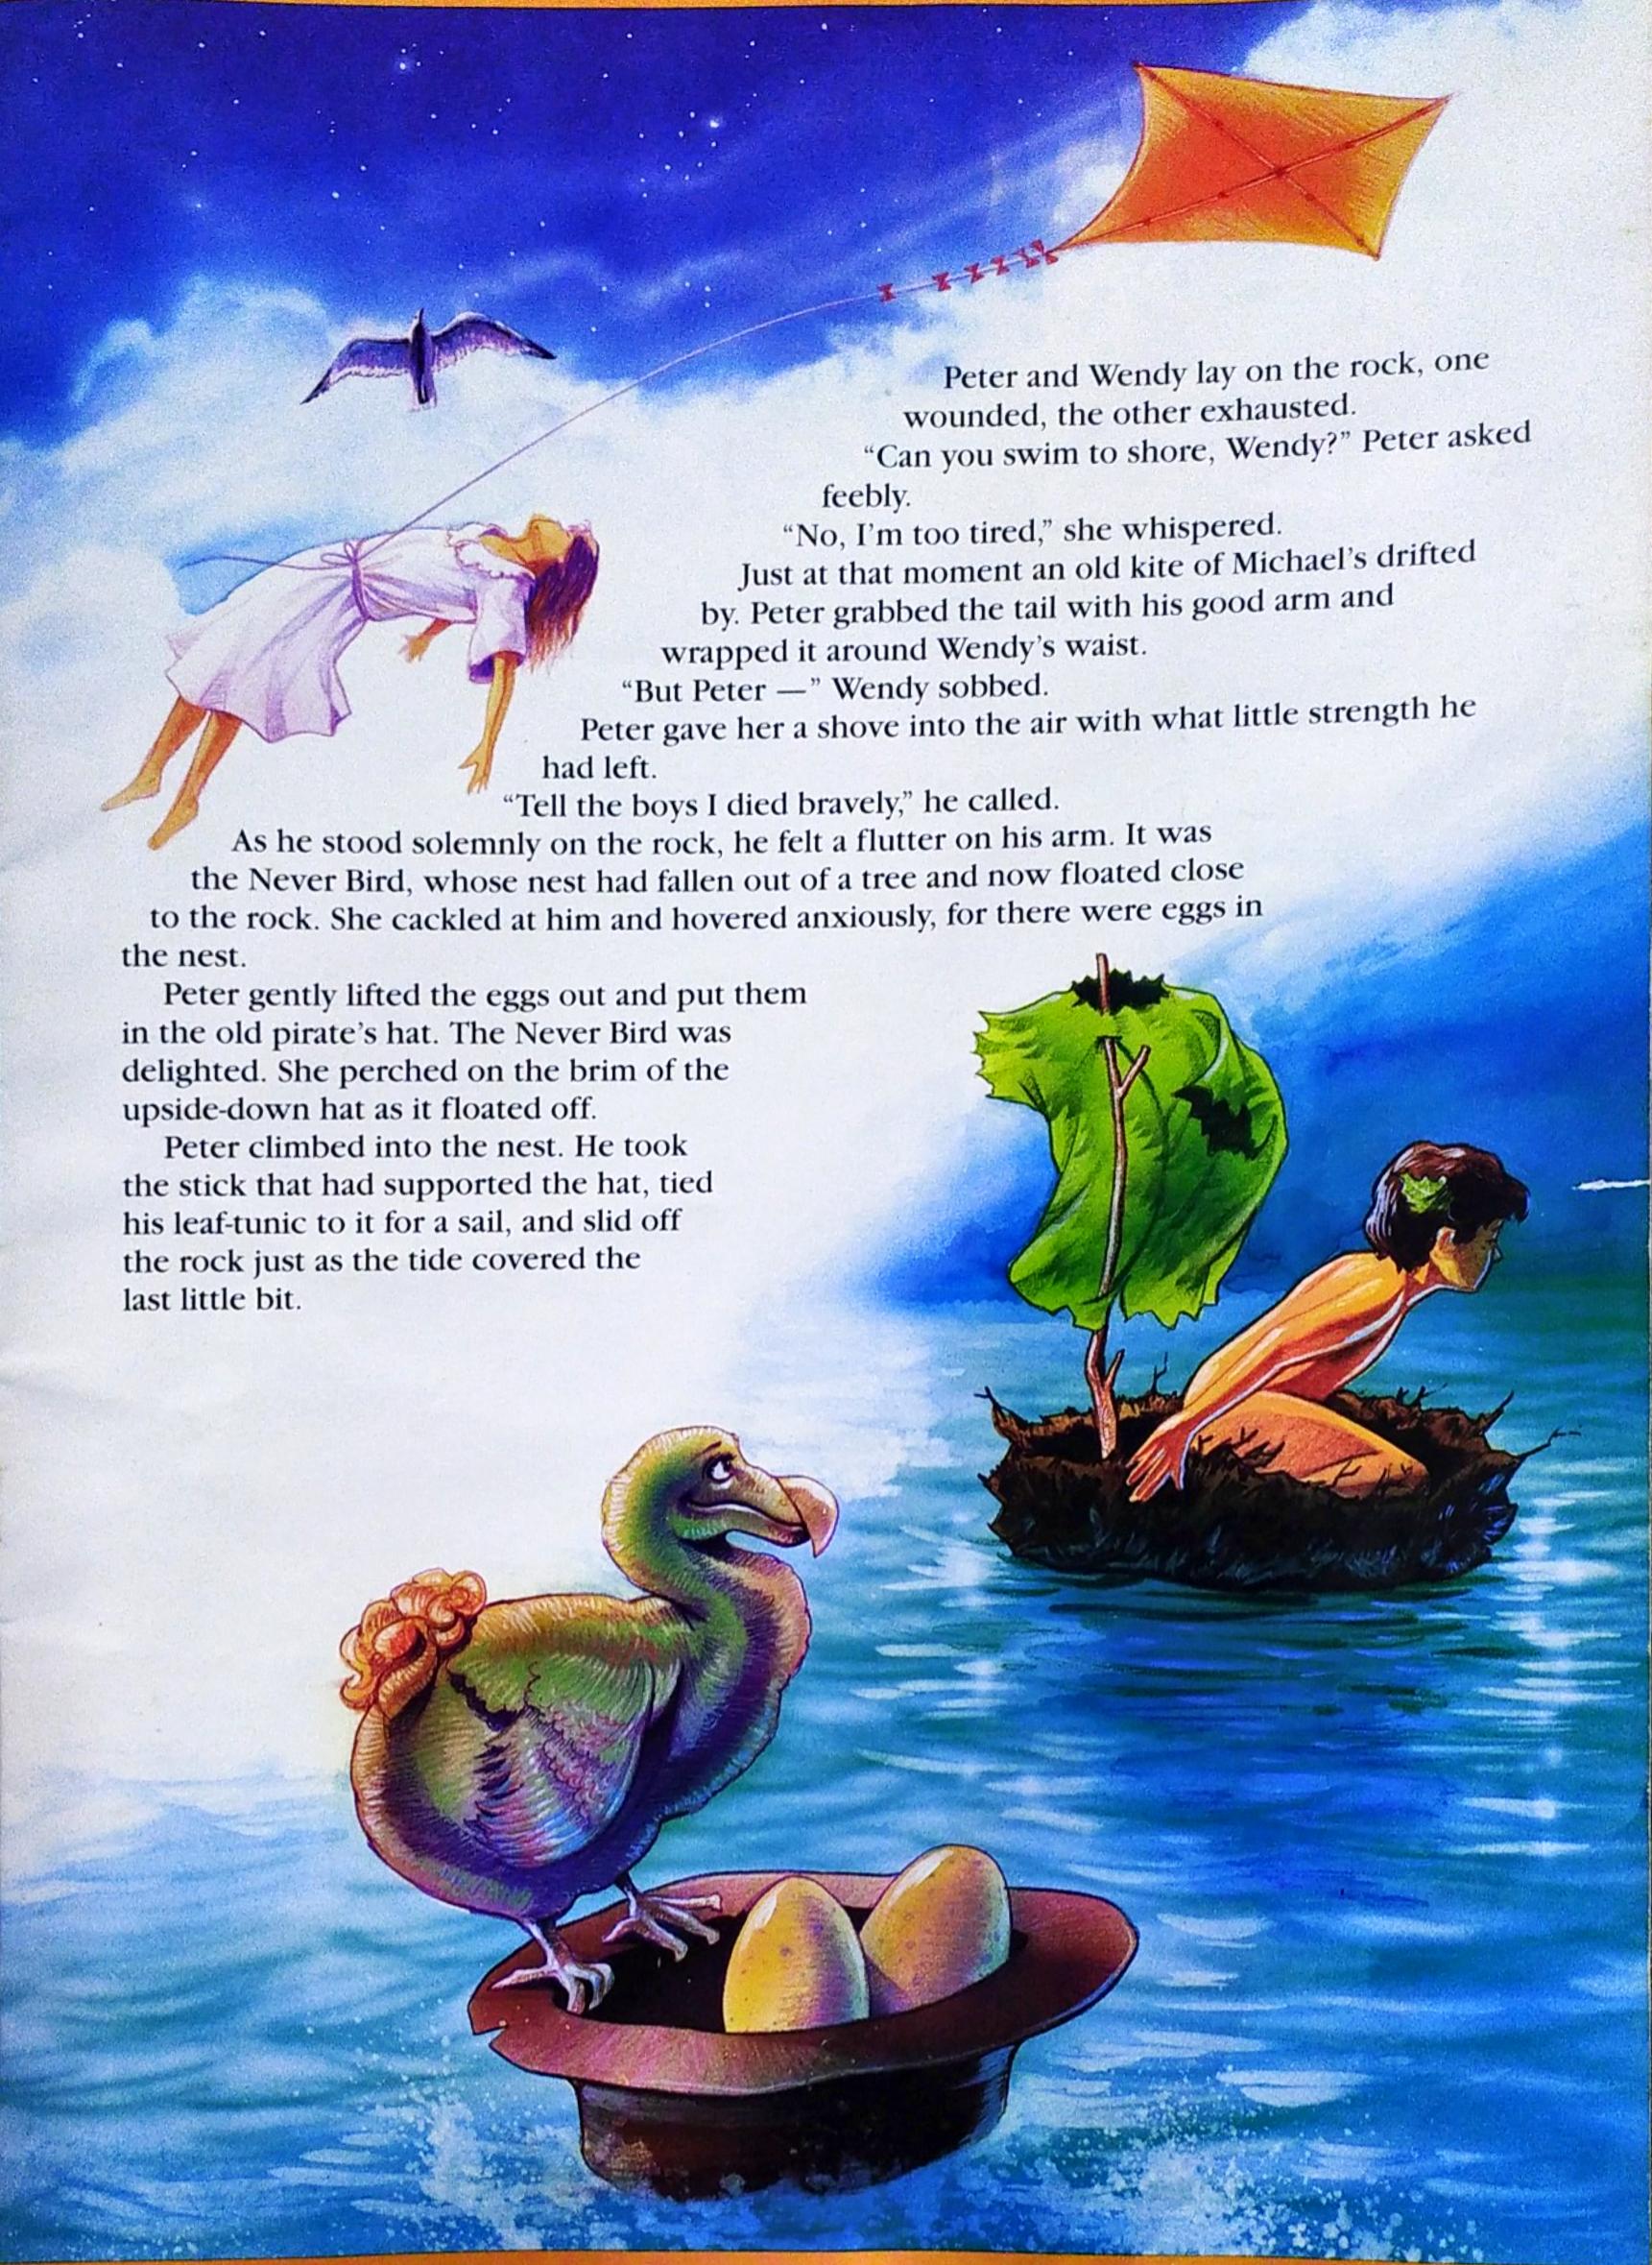 Peter and Wendy lay on the rock, one
wounded, the other exhausted.
“Can you swim to shore, Wendy?” Peter asked
feebly.
“No, I’m too tired,” she whispered.
Just at that moment an old kite of Michael’s drifted
by. Peter grabbed the tail with his good arm and
wrapped it around Wendy’s waist.
“But Peter —” Wendy sobbed.
Peter gave her a shove into the air with what little strength he
had left.
“Tell the boys I died bravely,” he called.
As he stood solemnly on the rock, he felt a flutter on his arm. It was
the Never Bird, whose nest had fallen out of a tree and now floated close
to the rock. She cackled at him and hovered anxiously, for there were eggs in
the nest.
Peter gently lifted the eggs out and put them
in the old pirate’s hat. The Never Bird was
delighted. She perched on the brim of the
upside-down hat as it floated off.
Peter climbed into the nest. He took
the stick that had supported the hat, tied
his leaf-tunic to it for a sail, and slid off
the rock just as the tide covered the
last little bit.